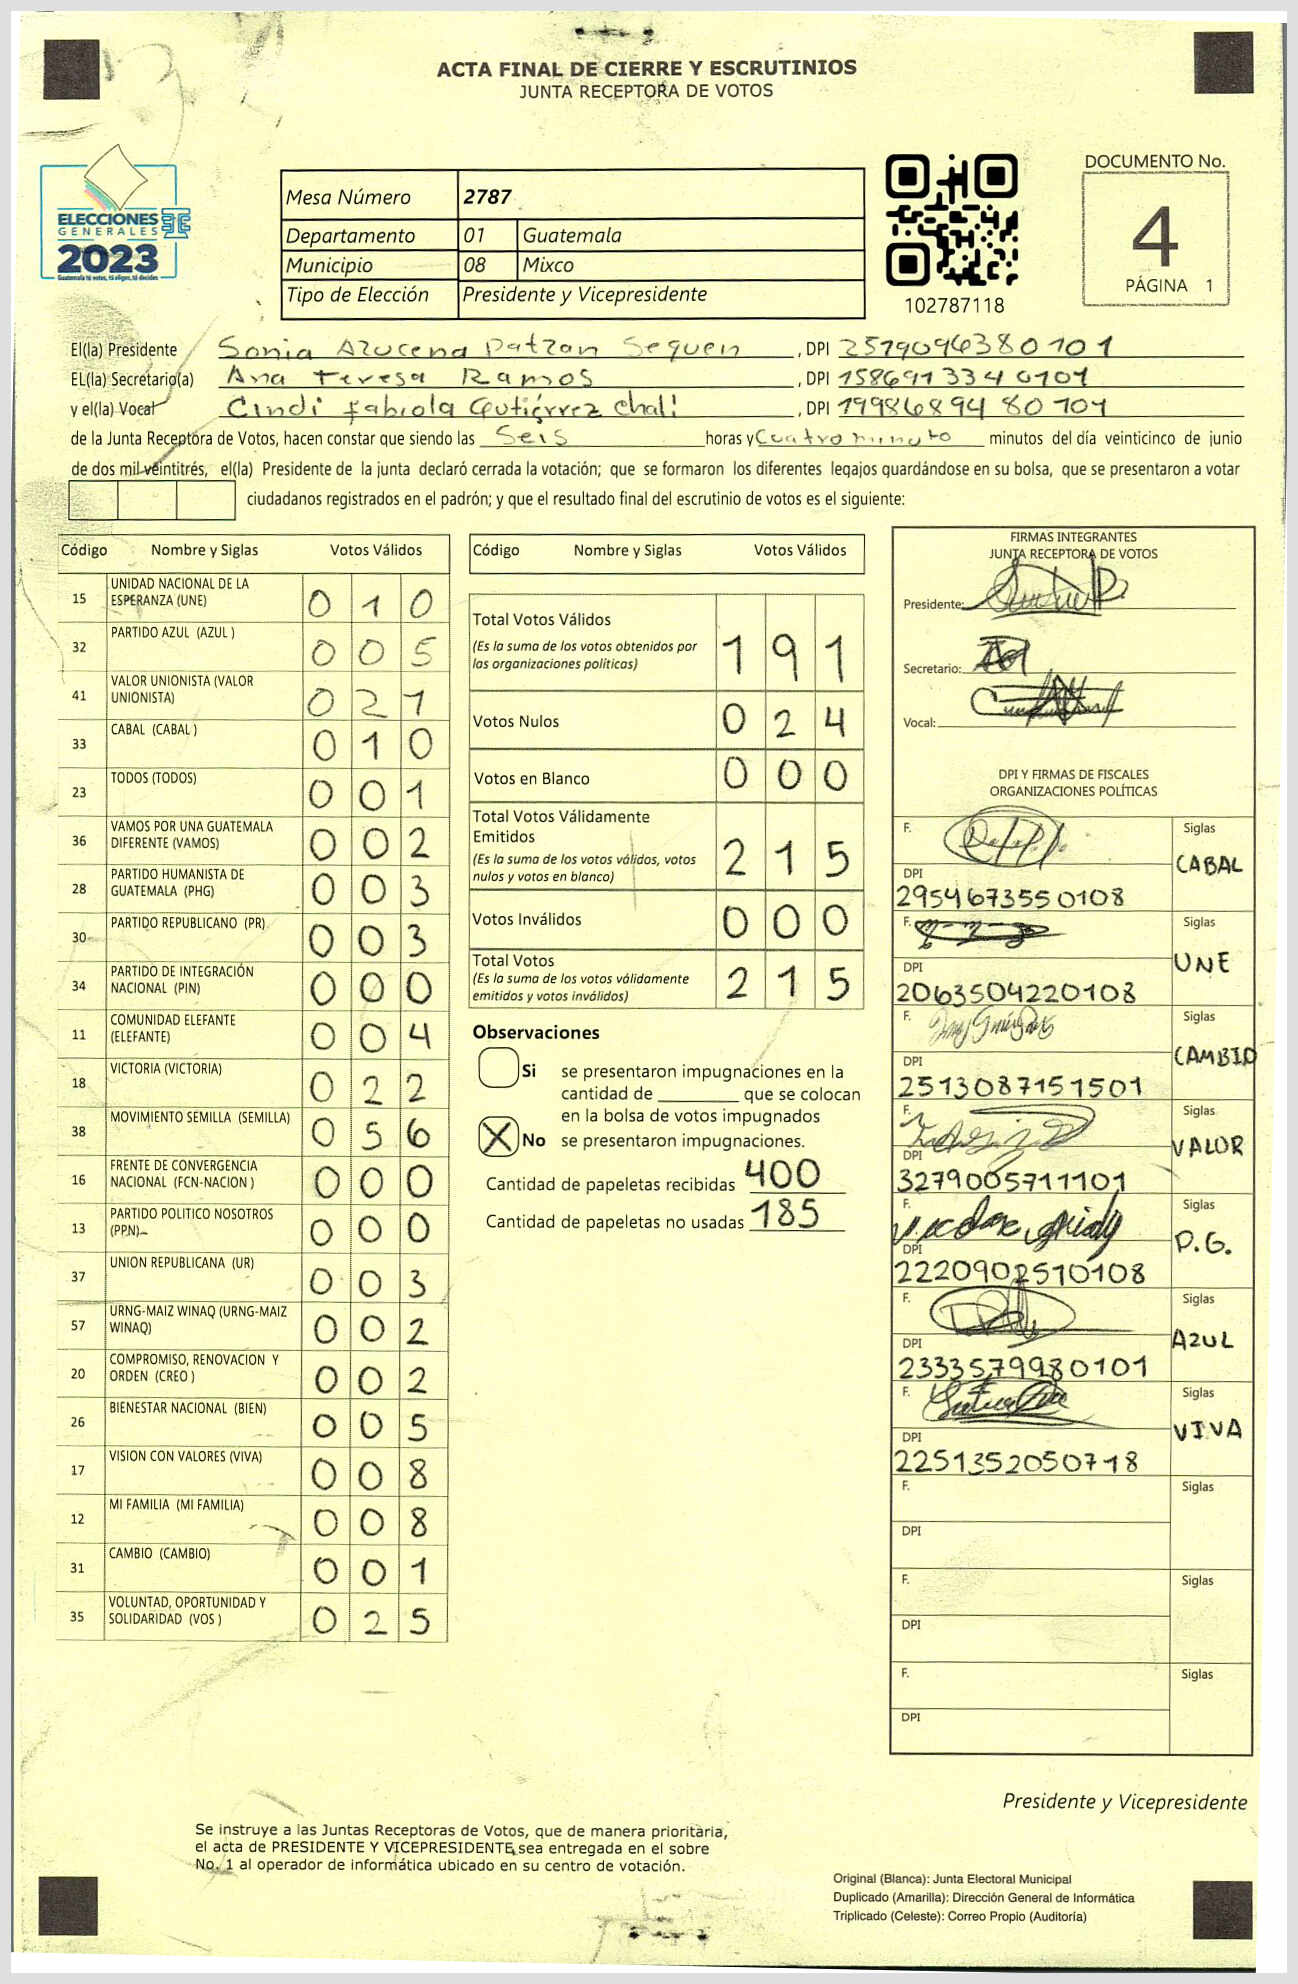 ACTA FINAL DE CIERRE Y ESCRUTINIOS
JUNTA RECEPTORA DE VOTOS
ELECCIONES
GENERALES
2023
Guatemala tú votas, tú eliges, tú decides
Mesa Número 2787
Departamento 01 Guatemala
Municipio 08 Mixco
Tipo de Elección Presidente y Vicepresidente
102787118
DOCUMENTO No.
4
PÁGINA 1
El(la) Presidente Sonia Azucena Patzan Sequen , DPI 2579096380101
EL(la) Secretario(a) Ana Teresa Ramos , DPI 1586913340101
y el(la) Vocal Cindi Fabiola Gutiérrez Chali , DPI 1998689480101
de la Junta Receptora de Votos, hacen constar que siendo las Seis horas y Cuatro minuto minutos del día veinticinco de junio
de dos mil veintitrés, el(la) Presidente de la junta declaró cerrada la votación; que se formaron los diferentes legajos guardándose en su bolsa, que se presentaron a votar
ciudadanos registrados en el padrón; y que el resultado final del escrutinio de votos es el siguiente:
Código Nombre y Siglas Votos Válidos
15 UNIDAD NACIONAL DE LA
ESPERANZA (UNE) 0 1 0
32 PARTIDO AZUL (AZUL ) 0 0 5
41 VALOR UNIONISTA (VALOR
UNIONISTA) 0 2 1
33 CABAL (CABAL ) 0 1 0
23 TODOS (TODOS) 0 0 1
36 VAMOS POR UNA GUATEMALA
DIFERENTE (VAMOS) 0 0 2
28 PARTIDO HUMANISTA DE
GUATEMALA (PHG) 0 0 3
30 PARTIDO REPUBLICANO (PR) 0 0 3
34 PARTIDO DE INTEGRACIÓN
NACIONAL (PIN) 0 0 0
11 COMUNIDAD ELEFANTE
(ELEFANTE) 0 0 4
18 VICTORIA (VICTORIA) 0 2 2
38 MOVIMIENTO SEMILLA (SEMILLA) 0 5 6
16 FRENTE DE CONVERGENCIA
NACIONAL (FCN-NACION ) 0 0 0
13 PARTIDO POLITICO NOSOTROS
(PPN) 0 0 0
37 UNION REPUBLICANA (UR) 0 0 3
57 URNG-MAIZ WINAQ (URNG-MAIZ
WINAQ) 0 0 2
20 COMPROMISO, RENOVACION Y
ORDEN (CREO ) 0 0 2
26 BIENESTAR NACIONAL (BIEN) 0 0 5
17 VISION CON VALORES (VIVA) 0 0 8
12 MI FAMILIA (MI FAMILIA) 0 0 8
31 CAMBIO (CAMBIO) 0 0 1
35 VOLUNTAD, OPORTUNIDAD Y
SOLIDARIDAD (VOS ) 0 2 5
Código Nombre y Siglas Votos Válidos
Total Votos Válidos
(Es la suma de los votos obtenidos por
las organizaciones políticas) 1 9 1
Votos Nulos 0 2 4
Votos en Blanco 0 0 0
Total Votos Válidamente
Emitidos
(Es la suma de los votos válidos, votos
nulos y votos en blanco) 2 1 5
Votos Inválidos 0 0 0
Total Votos
(Es la suma de los votos válidamente
emitidos y votos inválidos) 2 1 5
Observaciones
Si se presentaron impugnaciones en la
cantidad de ________ que se colocan
en la bolsa de votos impugnados
X No se presentaron impugnaciones.
Cantidad de papeletas recibidas 400
Cantidad de papeletas no usadas 185
FIRMAS INTEGRANTES
JUNTA RECEPTORA DE VOTOS
Presidente:
Secretario:
Vocal:
DPI Y FIRMAS DE FISCALES
ORGANIZACIONES POLÍTICAS
F. Siglas
CABAL
DPI
2954673550108
F. Siglas
UNE
DPI
2063504220108
F. Siglas
CAMBIO
DPI
2513087151501
F. Siglas
VALOR
DPI
3279005711101
F. Siglas
P.G.
DPI
2220902510108
F. Siglas
AZUL
DPI
2333579980101
F. Siglas
VIVA
DPI
2251352050718
F. Siglas
DPI
F. Siglas
DPI
F. Siglas
DPI
Presidente y Vicepresidente
Se instruye a las Juntas Receptoras de Votos, que de manera prioritaria,
el acta de PRESIDENTE Y VICEPRESIDENTE sea entregada en el sobre
No. 1 al operador de informática ubicado en su centro de votación.
Original (Blanca): Junta Electoral Municipal
Duplicado (Amarilla): Dirección General de Informática
Triplicado (Celeste): Correo Propio (Auditoría)